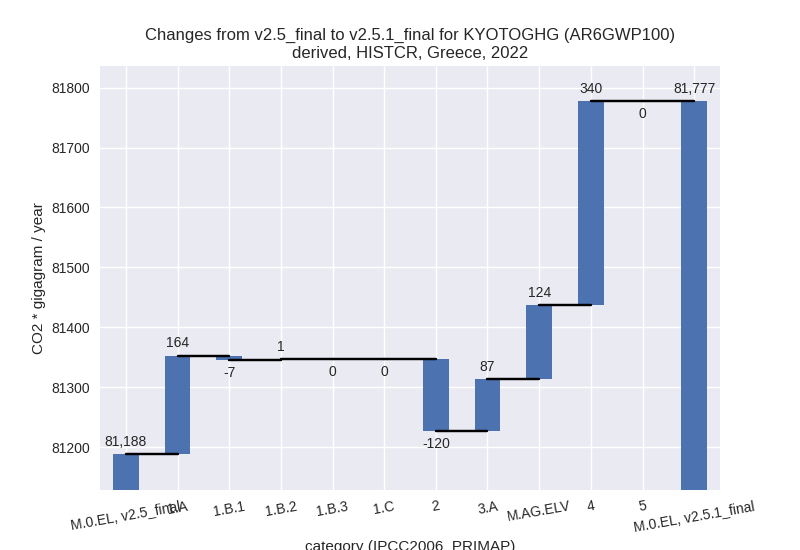 Changes from v2.5_final to v2.5.1_final for KYOTOGHG (AR6GWP100)
derived, HISTCR, Greece, 2022
CO2 * gigagram / year
81800
81700
81600
81500
81400
81300
81200
81,188
164
-7
1
0
0
-120
87
124
340
0
81,777
M.0.EL, v2.5_final
1.A
1.B.1
1.B.2
1.B.3
1.C
2
3.A
M.AG.ELV
4
5
M.0.EL, v2.5.1_final
category (IPCC2006_PRIMAP)